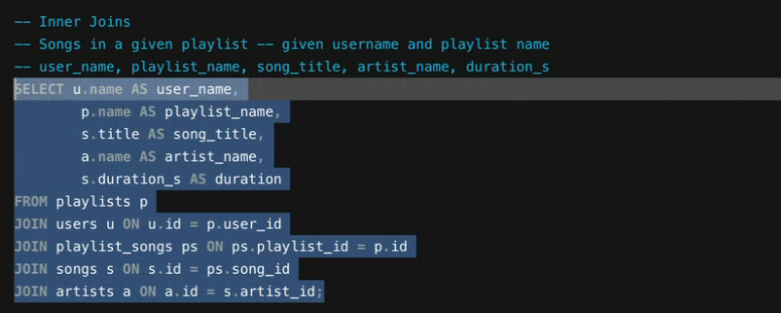 -- Inner Joins
-- Songs in a given playlist -- given username and playlist name
-- user_name, playlist_name, song_title, artist_name, duration_s
SELECT u.name AS user_name,
p.name AS playlist_name,
s.title AS song_title,
a.name AS artist_name,
s.duration_s AS duration
FROM playlists p
JOIN users u ON u.id = p.user_id
JOIN playlist_songs ps ON ps.playlist_id = p.id
JOIN songs s ON s.id = ps.song_id
JOIN artists a ON a.id = s.artist_id;